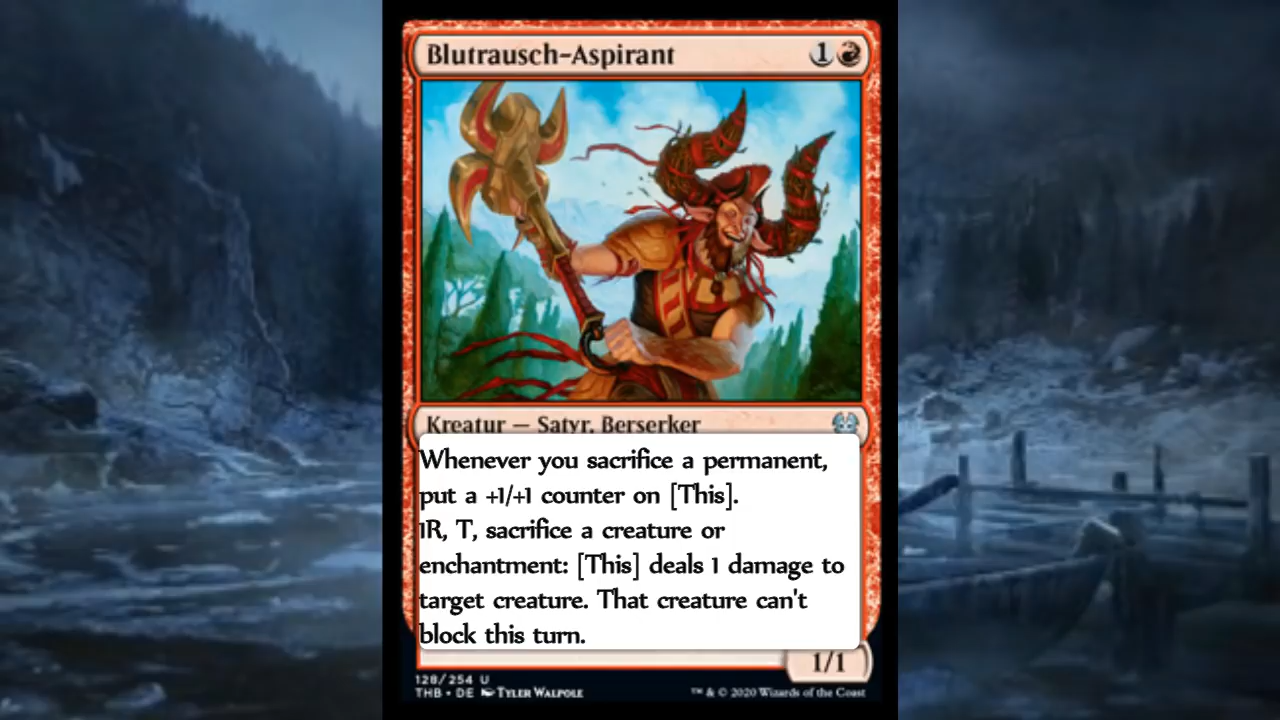 Blutrausch-Aspirant 1
Kreatur — Satyr, Berserker
Whenever you sacrifice a permanent,
put a +1/+1 counter on [This].
1R, T, sacrifice a creature or
enchantment: [This] deals 1 damage to
target creature. That creature can't
block this turn.
1/1
128/254 U
THB • DE Tyler Walpole
™ & © 2020 Wizards of the Coast